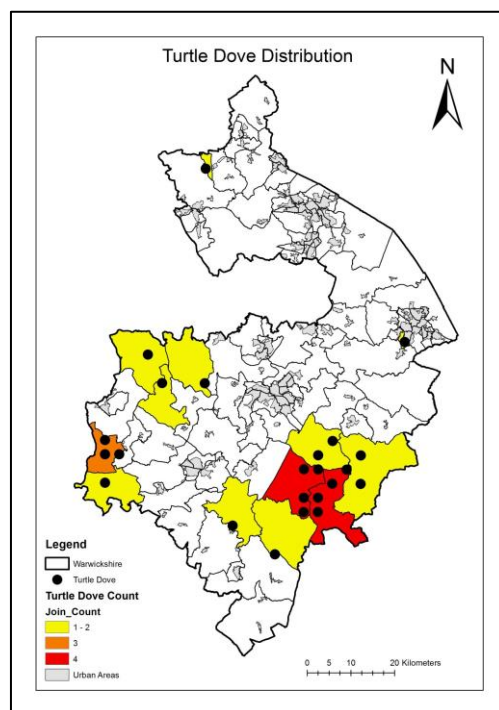 Turtle Dove Distribution
N
Legend
Warwickshire
Turtle Dove
Turtle Dove Count
Join_Count
1 - 2
3
4
Urban Areas
0 5 10 20 Kilometers